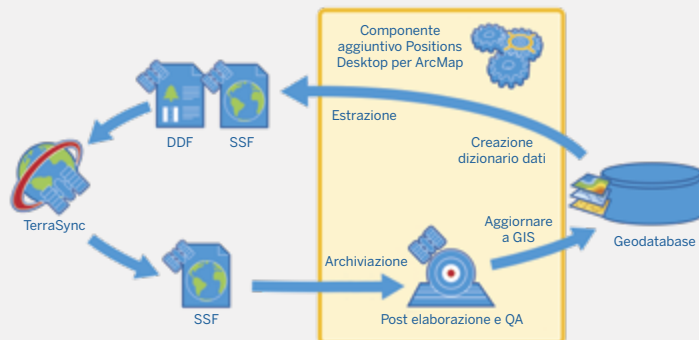 Componente
aggiuntivo Positions
Desktop per ArcMap
Estrazione
DDF
SSF
Creazione
dizionario dati
TerraSync
Aggiornare
a GIS
Geodatabase
Archiviazione
SSF
Post elaborazione e QA